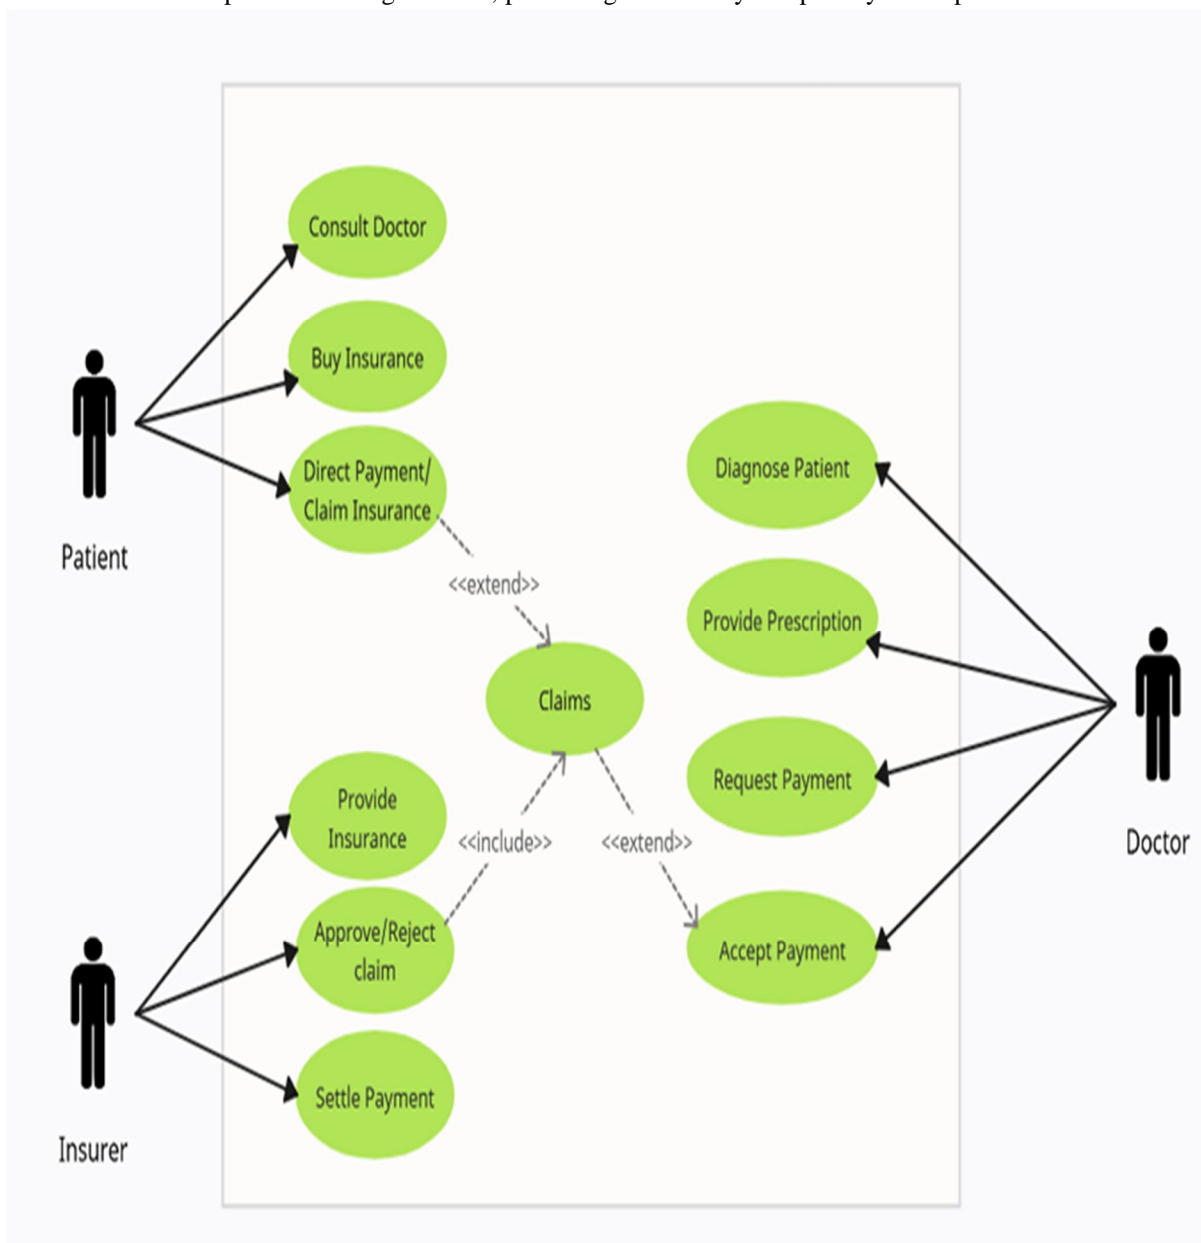 Consult Doctor
Buy Insurance
Direct Payment/
Claim Insurance
Patient
<<extend>>
Diagnose Patient
Provide Prescription
Claims
Request Payment
Doctor
Provide
Insurance
<<include>>
<<extend>>
Approve/Reject
claim
Accept Payment
Settle Payment
Insurer